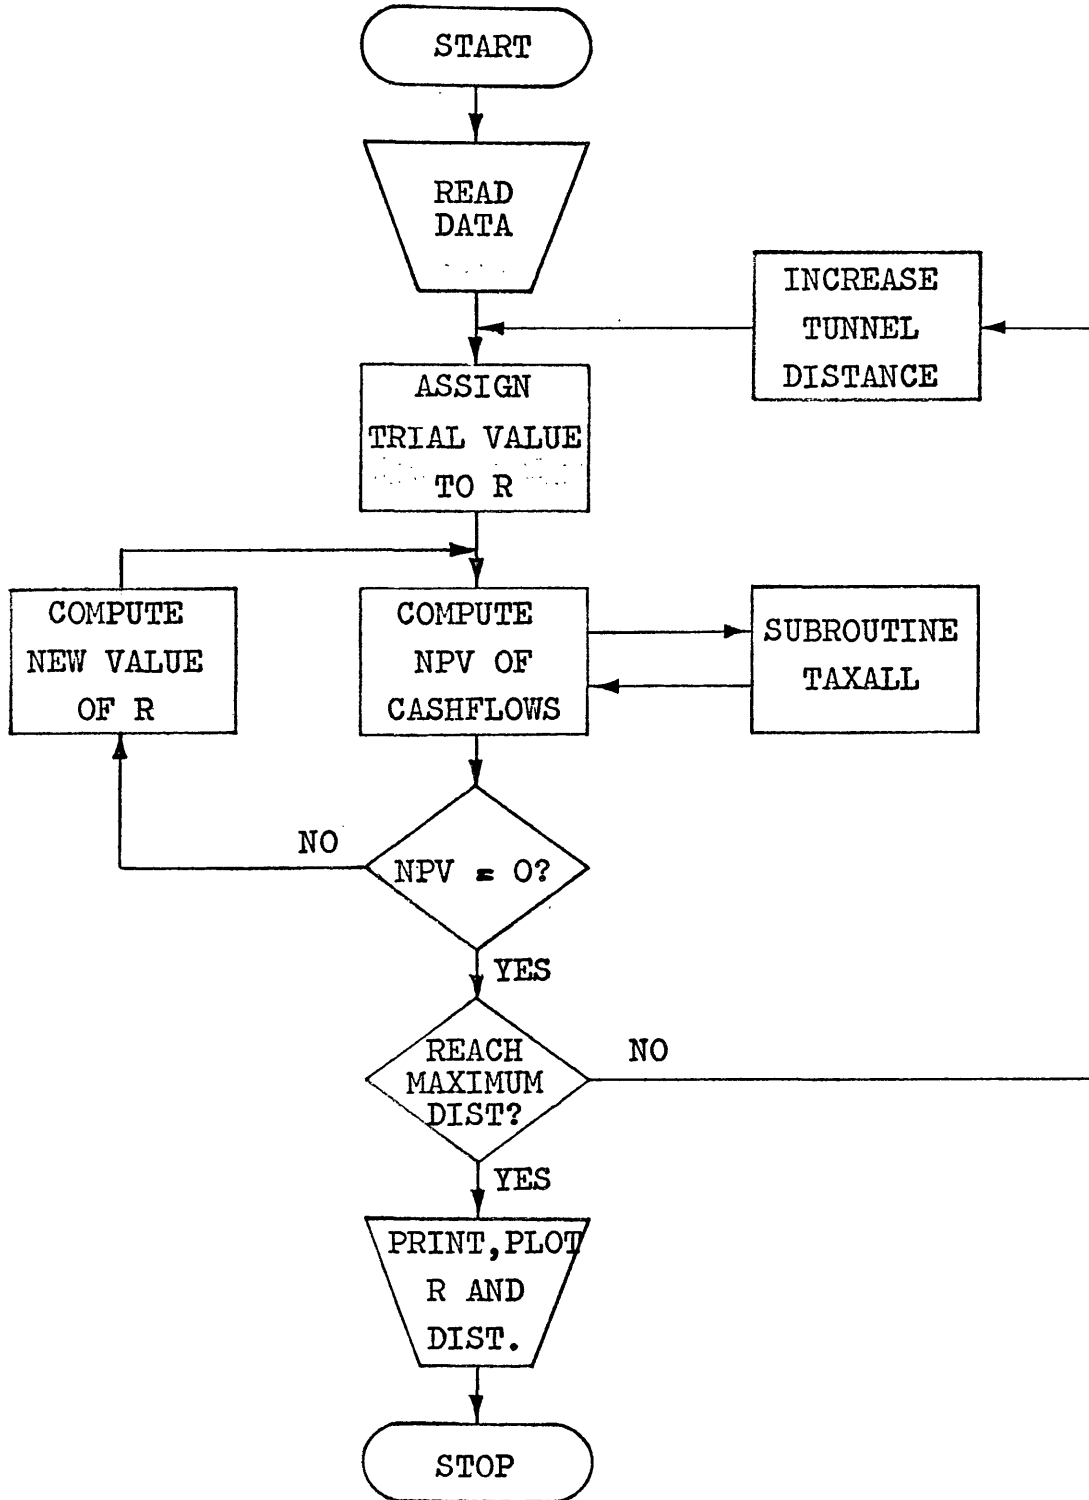 START
READ
DATA
INCREASE
TUNNEL
DISTANCE
ASSIGN
TRIAL VALUE
TO R
COMPUTE
NEW VALUE
OF R
COMPUTE
NPV OF
CASHFLOWS
SUBROUTINE
TAXALL
NO
NPV = 0?
YES
REACH
MAXIMUM
DIST?
NO
YES
PRINT,PLOT
R AND
DIST.
STOP